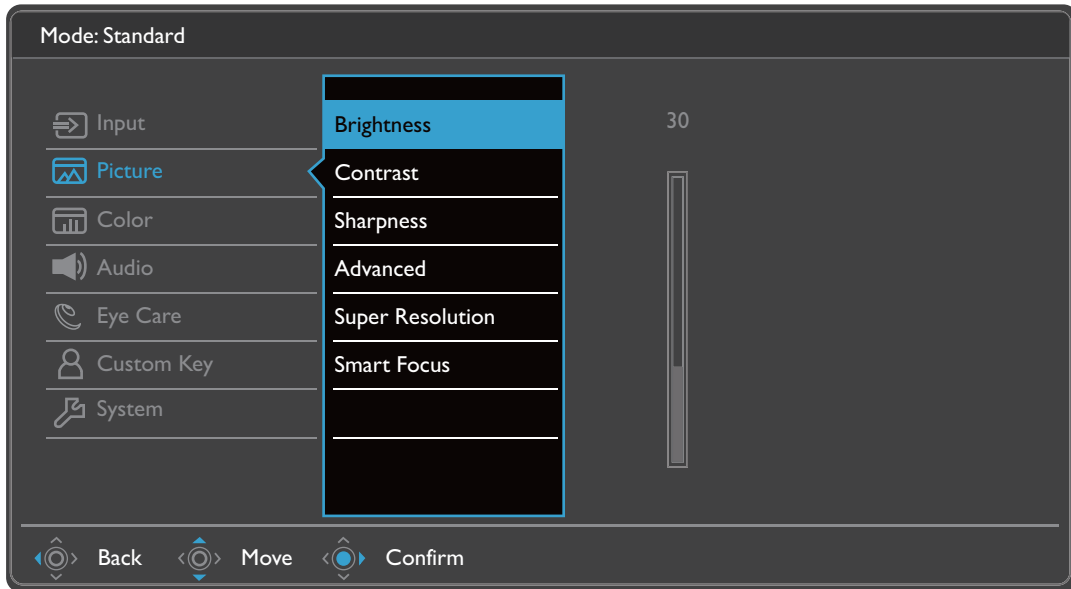 Mode: Standard
Input
Picture
Color
Audio
Eye Care
Custom Key
System
Brightness
Contrast
Sharpness
Advanced
Super Resolution
Smart Focus
30
Back Move Confirm